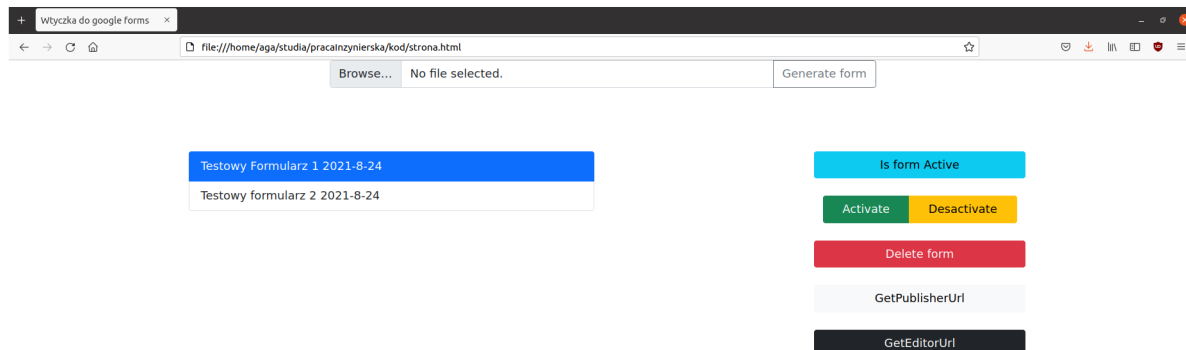 Wtyczka do google forms
file:///home/aga/studia/pracaInzynierska/kod/strona.html
Browse... No file selected. Generate form
Testowy Formularz 1 2021-8-24
Testowy formularz 2 2021-8-24
Is form Active
Activate Desactivate
Delete form
GetPublisherUrl
GetEditorUrl